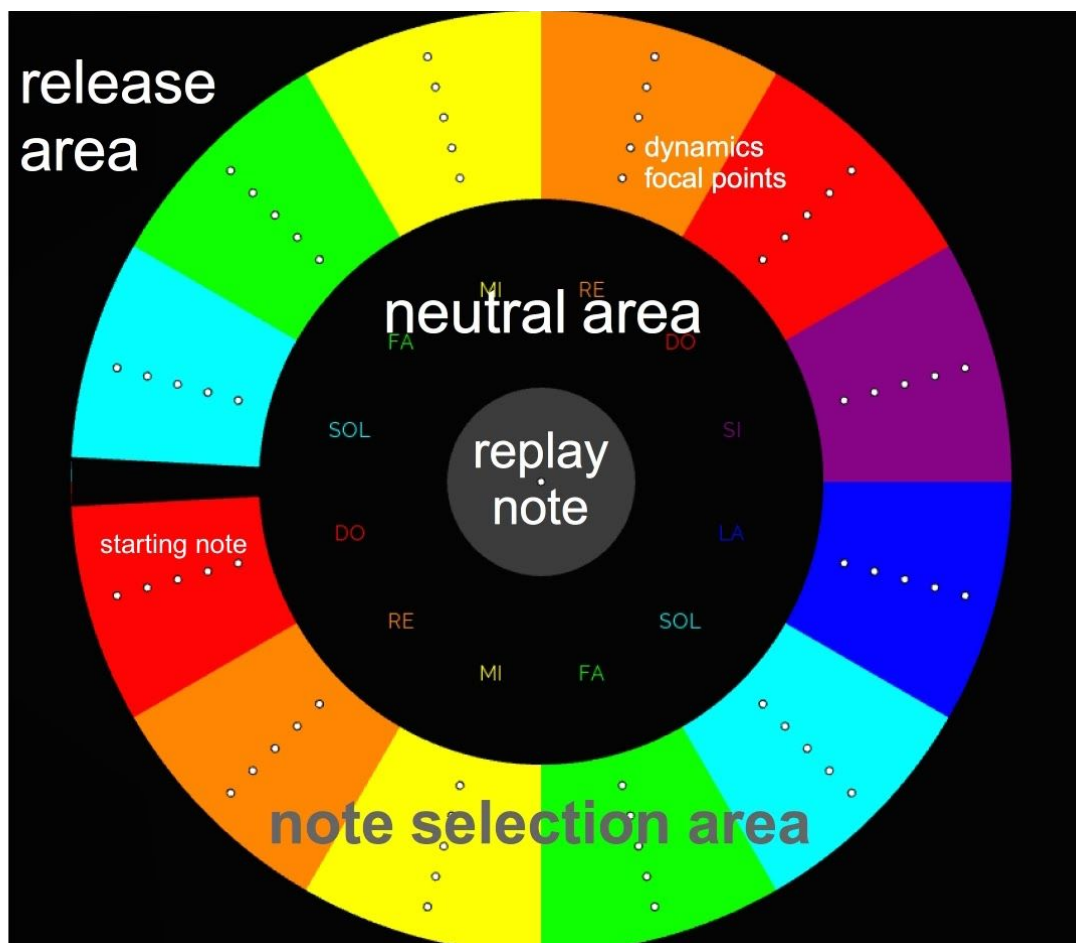 release
area
dynamics
focal points
MI
RE
neutral area
FA
DO
SOL
SI
replay
note
DO
LA
starting note
RE
SOL
MI
FA
note selection area